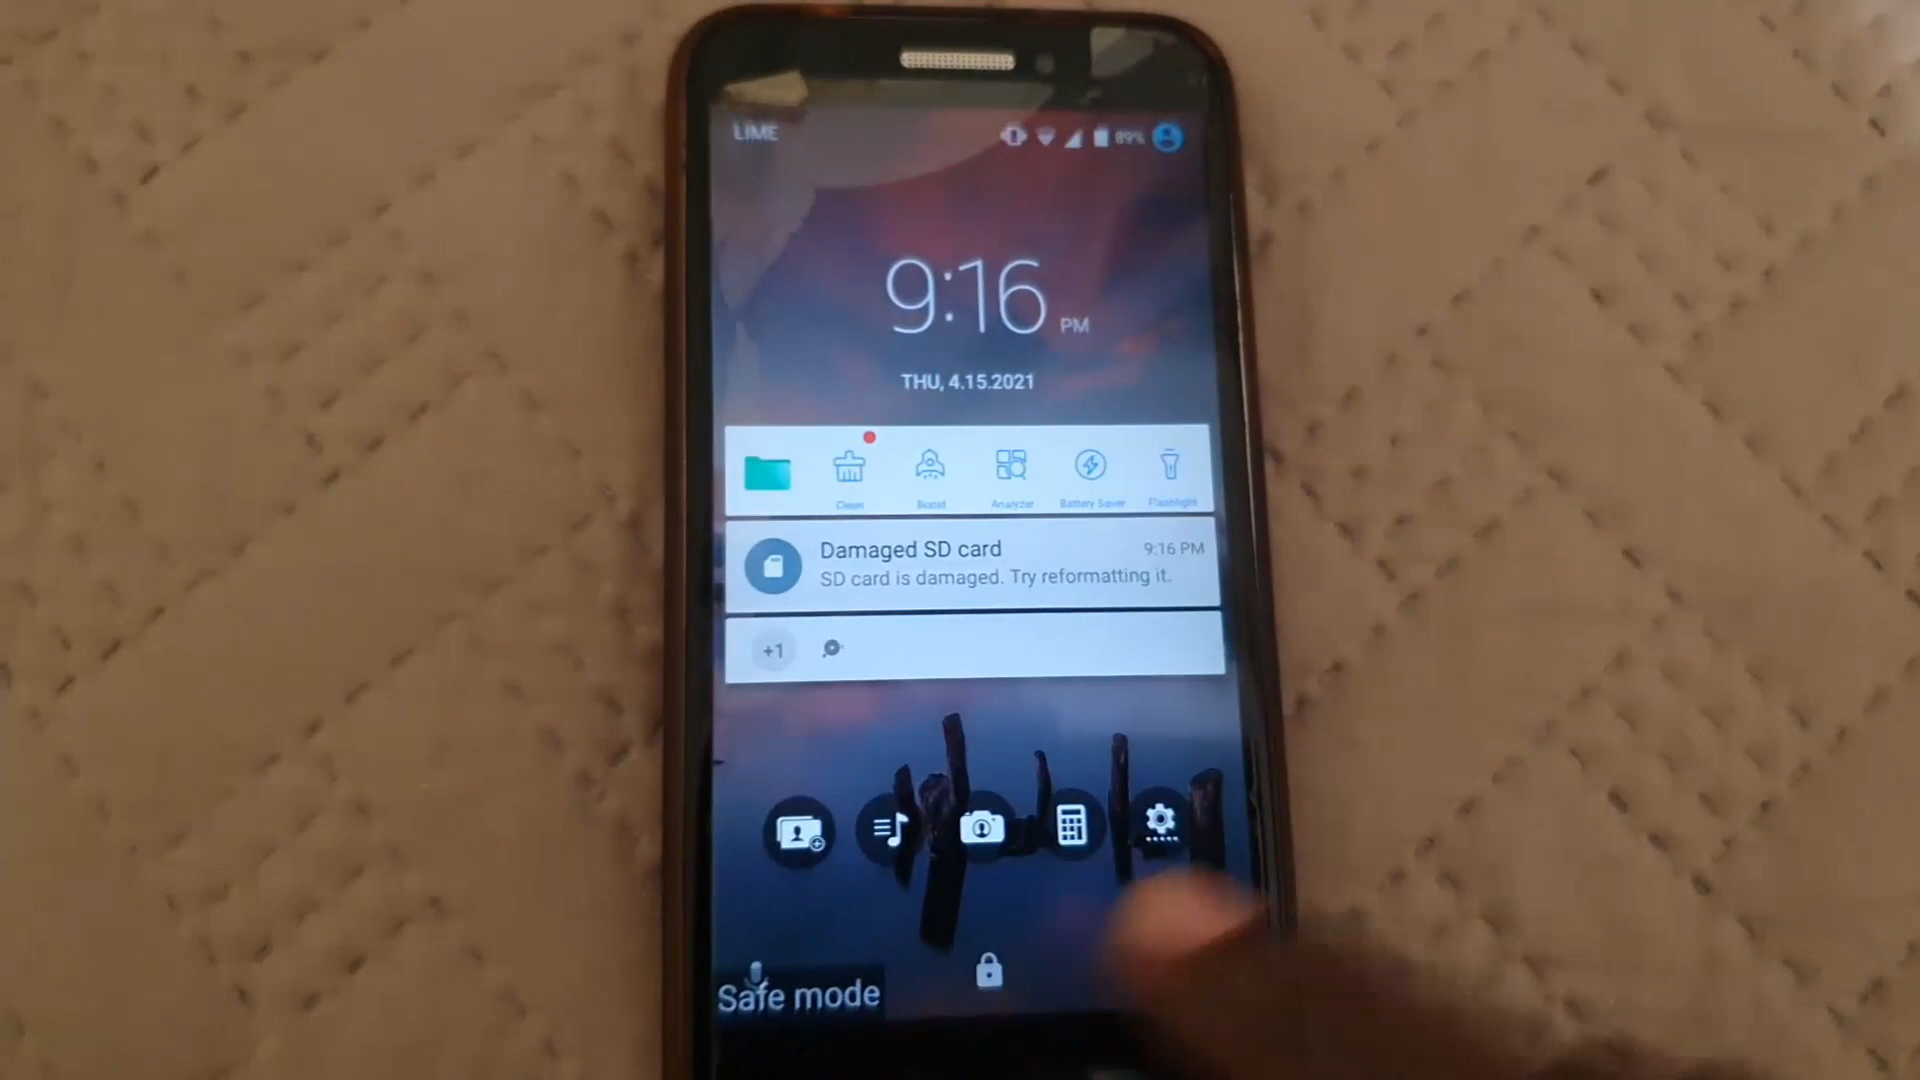 LIME
89%
9:16 PM
THU, 4.15.2021
Clean Boost Analyzer Battery Saver Flashlight
Damaged SD card 9:16 PM
SD card is damaged. Try reformatting it.
+1
Safe mode